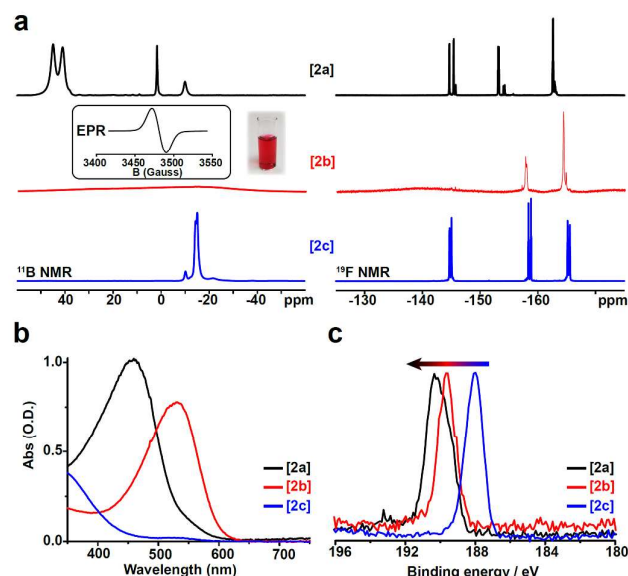 a
[2a]
EPR
3400 3450 3500 3550
B (Gauss)
[2b]
[2c]
¹¹B NMR
¹⁹F NMR
40 20 0 -20 -40 ppm
-130 -140 -150 -160 ppm
b
c
1.0
0.5
0.0
Abs (O.D.)
[2a]
[2b]
[2c]
[2a]
[2b]
[2c]
400 500 600 700
196 192 188 184 180
Wavelength (nm)
Binding energy / eV